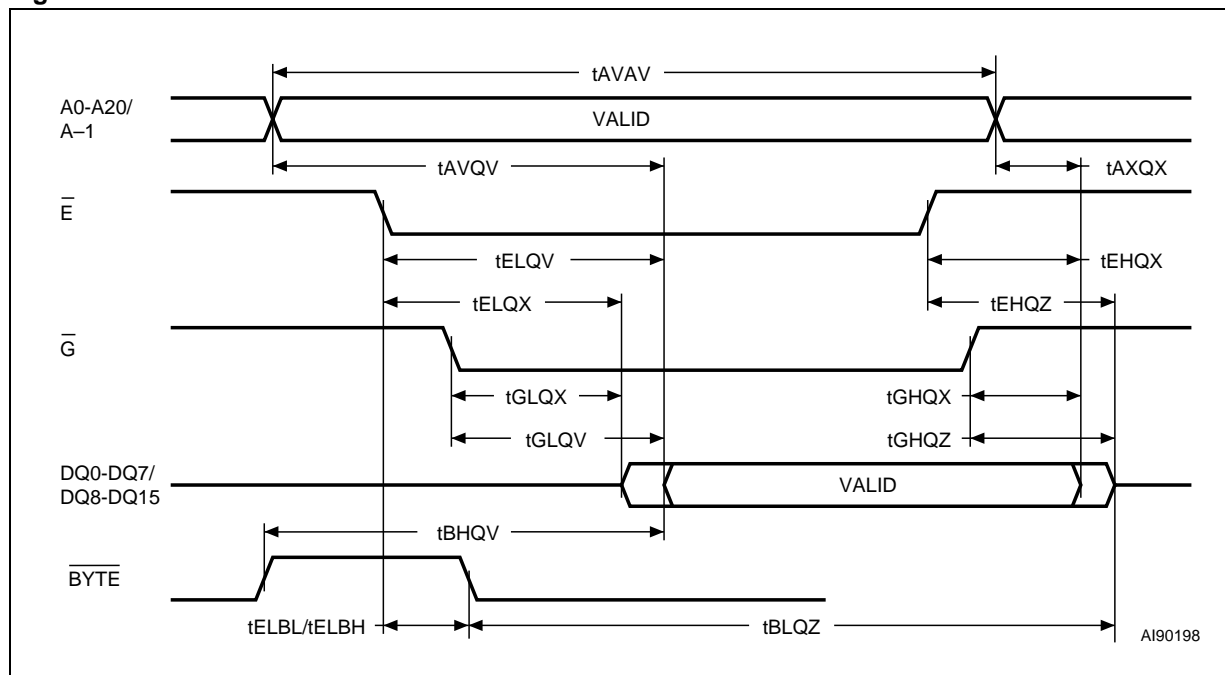 tAVAV
A0-A20/
A–1
VALID
tAVQV
tAXQX
E
tELQV
tEHQX
tELQX
tEHQZ
G
tGLQX
tGHQX
tGLQV
tGHQZ
DQ0-DQ7/
DQ8-DQ15
VALID
tBHQV
BYTE
tELBL/tELBH
tBLQZ
AI90198